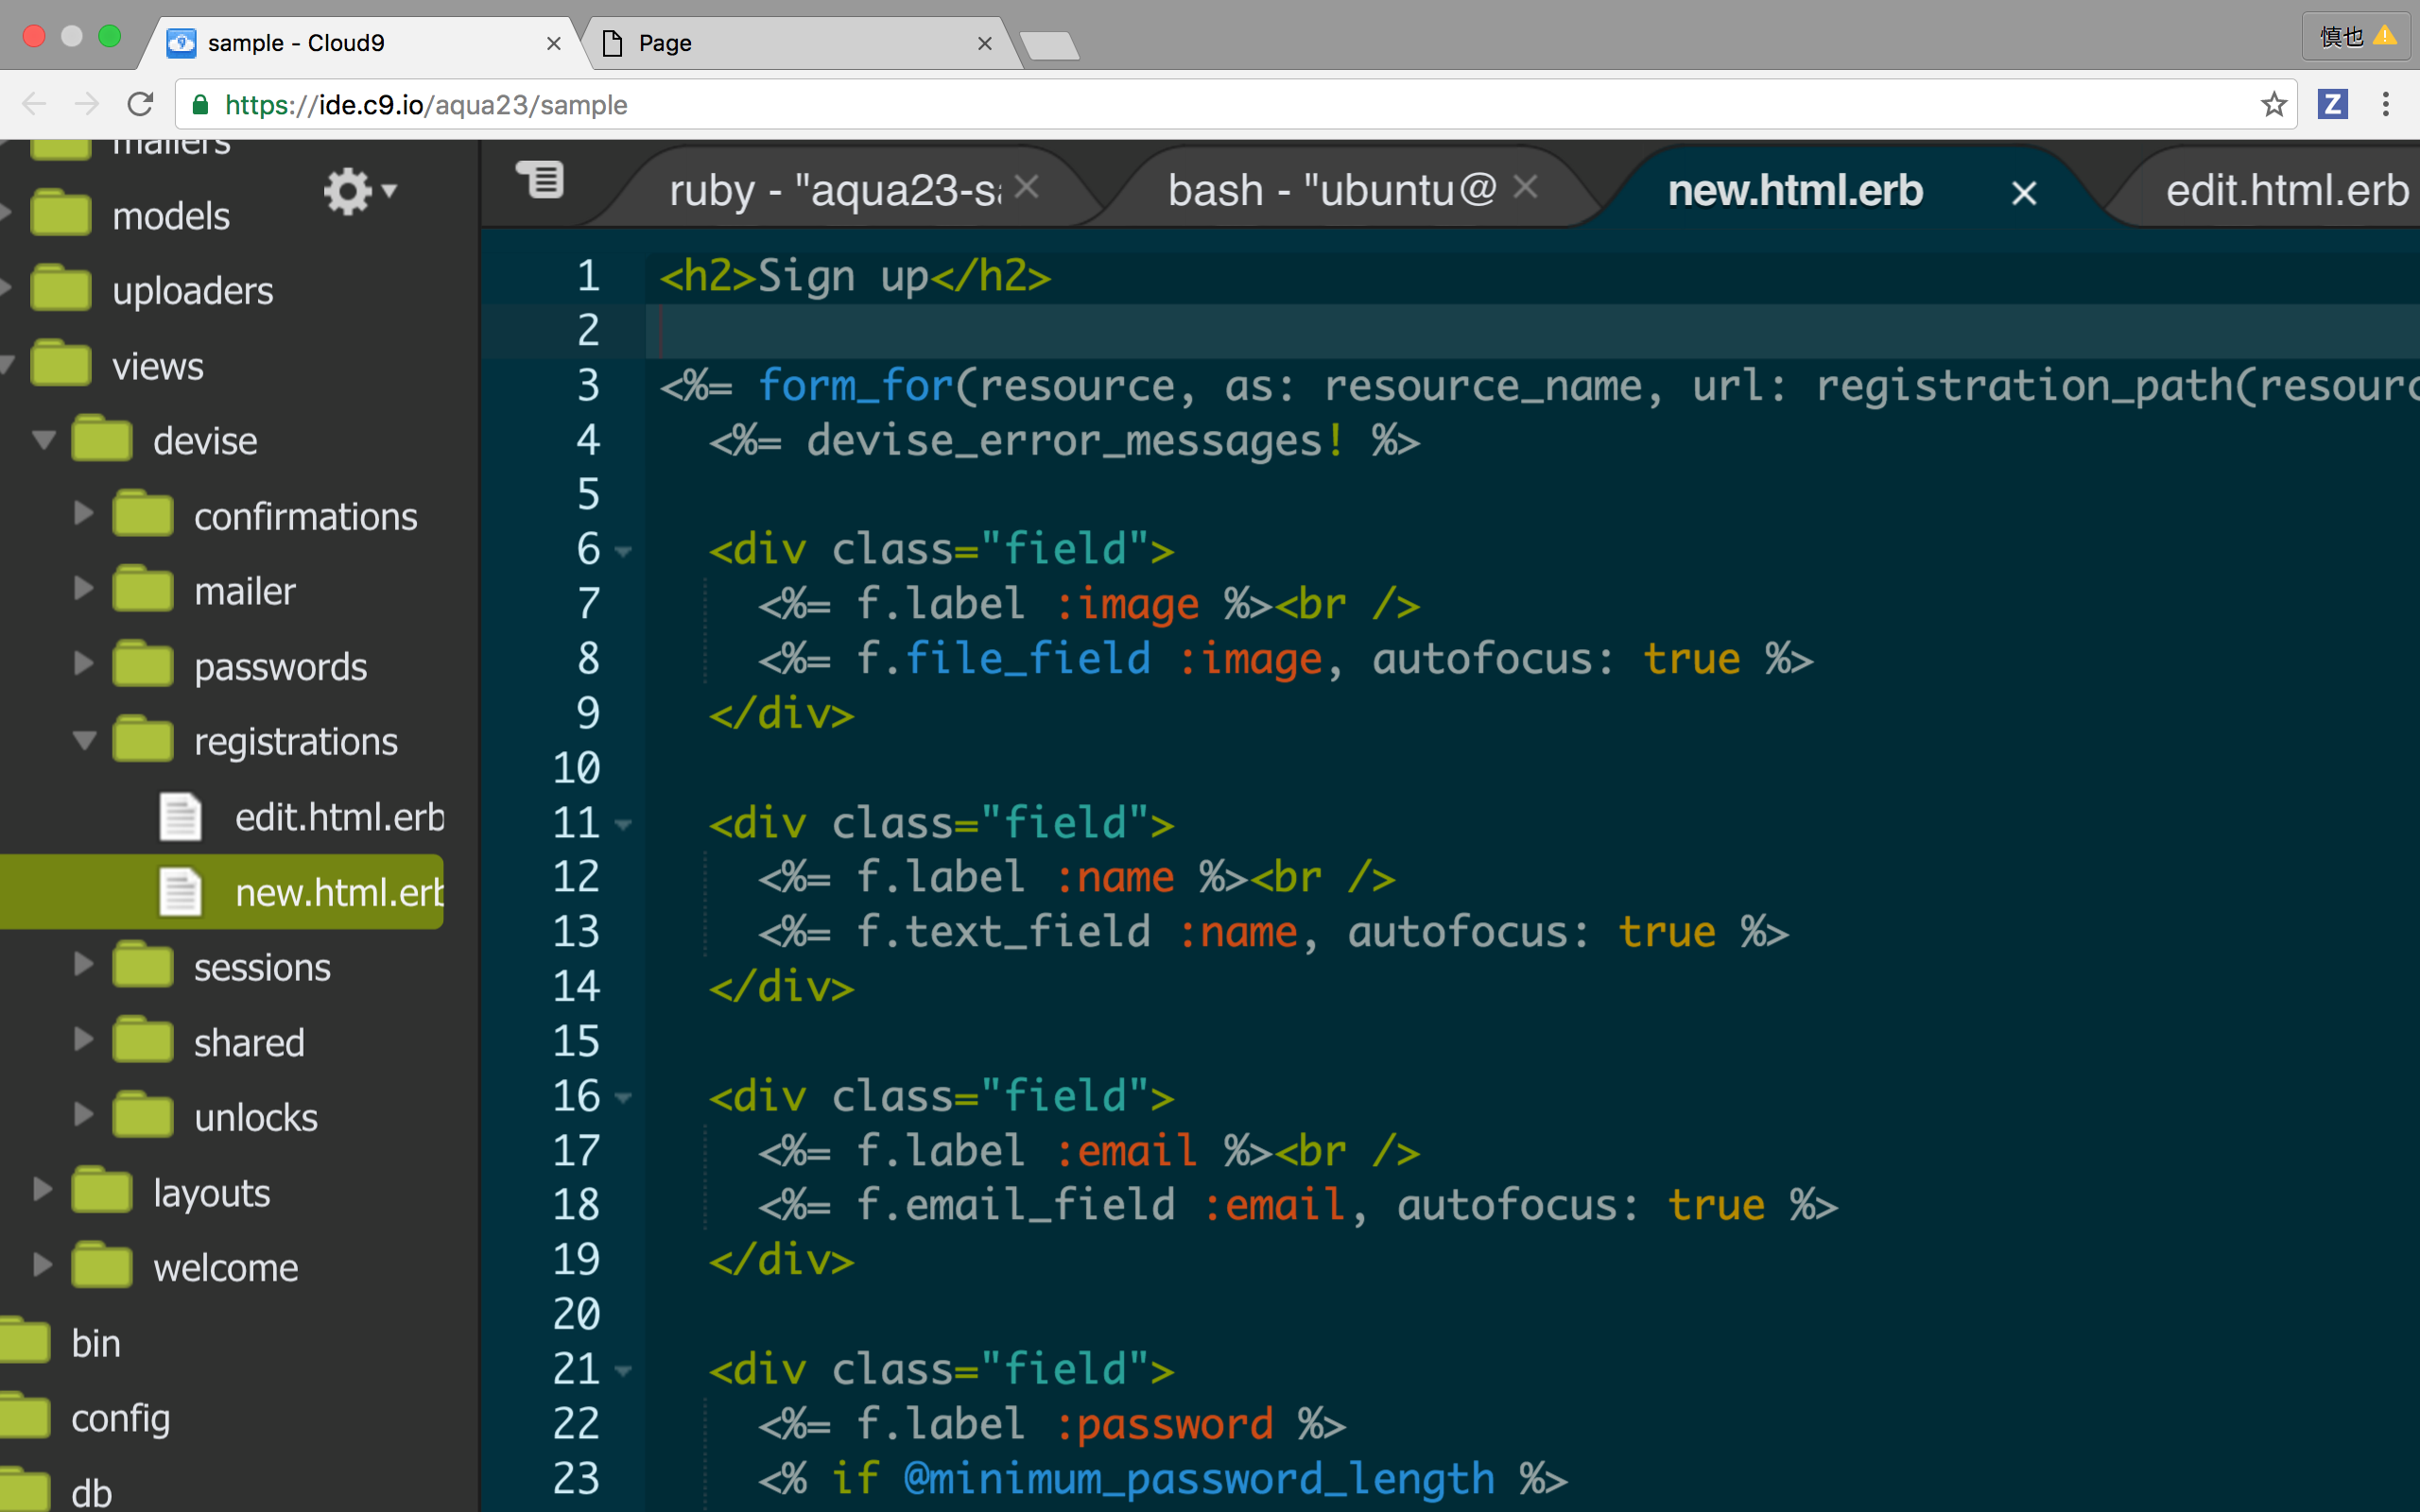 sample - Cloud9
Page
慎也
https://ide.c9.io/aqua23/sample
Z
mailers
models
uploaders
views
devise
confirmations
mailer
passwords
registrations
edit.html.erb
new.html.erb
sessions
shared
unlocks
layouts
welcome
bin
config
db
ruby - "aqua23-sa
bash - "ubuntu@
new.html.erb
edit.html.erb
1 <h2>Sign up</h2>
2
3 <%= form_for(resource, as: resource_name, url: registration_path(resourc
4 <%= devise_error_messages! %>
5
6 <div class="field">
7 <%= f.label :image %><br />
8 <%= f.file_field :image, autofocus: true %>
9 </div>
10
11 <div class="field">
12 <%= f.label :name %><br />
13 <%= f.text_field :name, autofocus: true %>
14 </div>
15
16 <div class="field">
17 <%= f.label :email %><br />
18 <%= f.email_field :email, autofocus: true %>
19 </div>
20
21 <div class="field">
22 <%= f.label :password %>
23 <% if @minimum_password_length %>